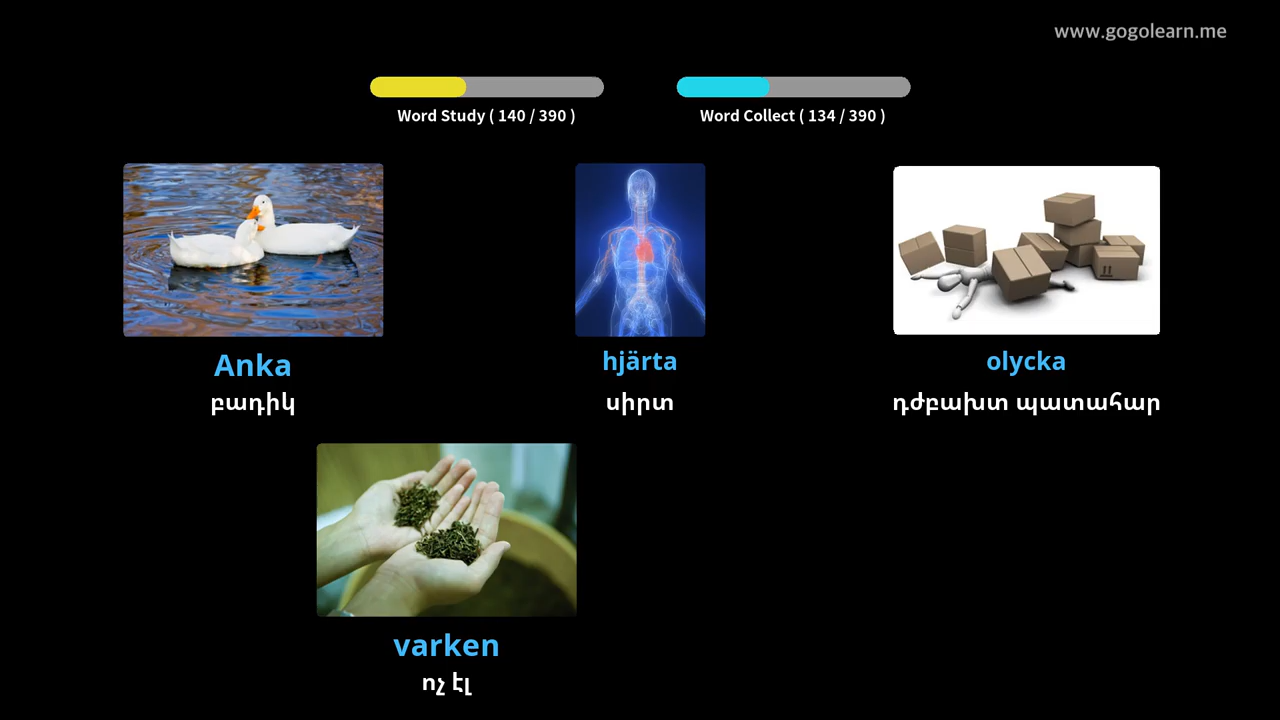 www.gogolearn.me
Word Study ( 140 / 390 )
Word Collect ( 134 / 390 )
Anka
բադիկ
hjärta
սիրտ
olycka
դժբախտ պատահար
varken
ոչ էլ